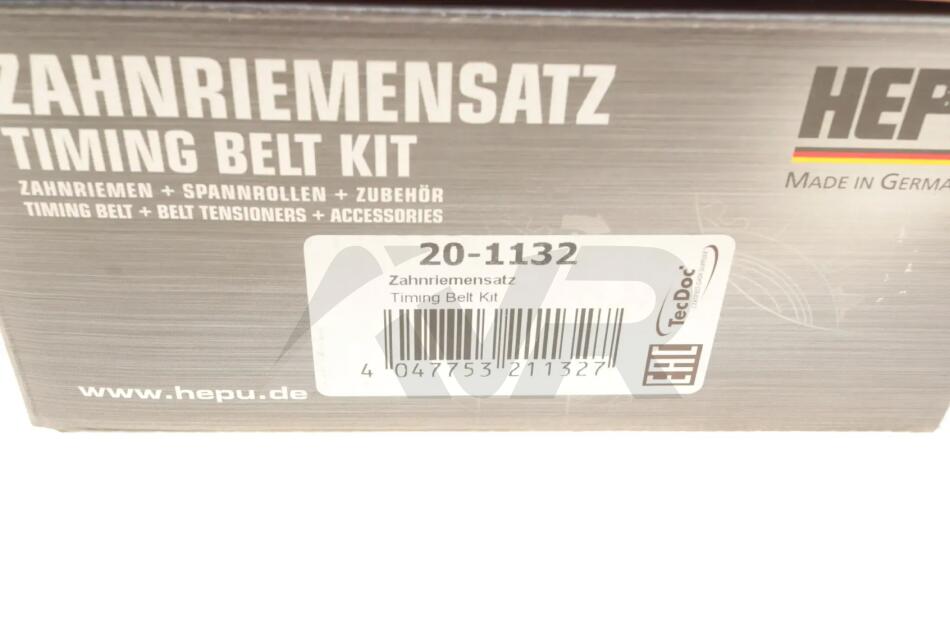 ZAHNRIEMENSATZ
TIMING BELT KIT
ZAHNRIEMEN + SPANNROLLEN + ZUBEHÖR
TIMING BELT + BELT TENSIONERS + ACCESSORIES
HEP
MADE IN GERMA
20-1132
Zahnriemensatz
Timing Belt Kit
TecDoc
4 047753 211327
EAC
www.hepu.de